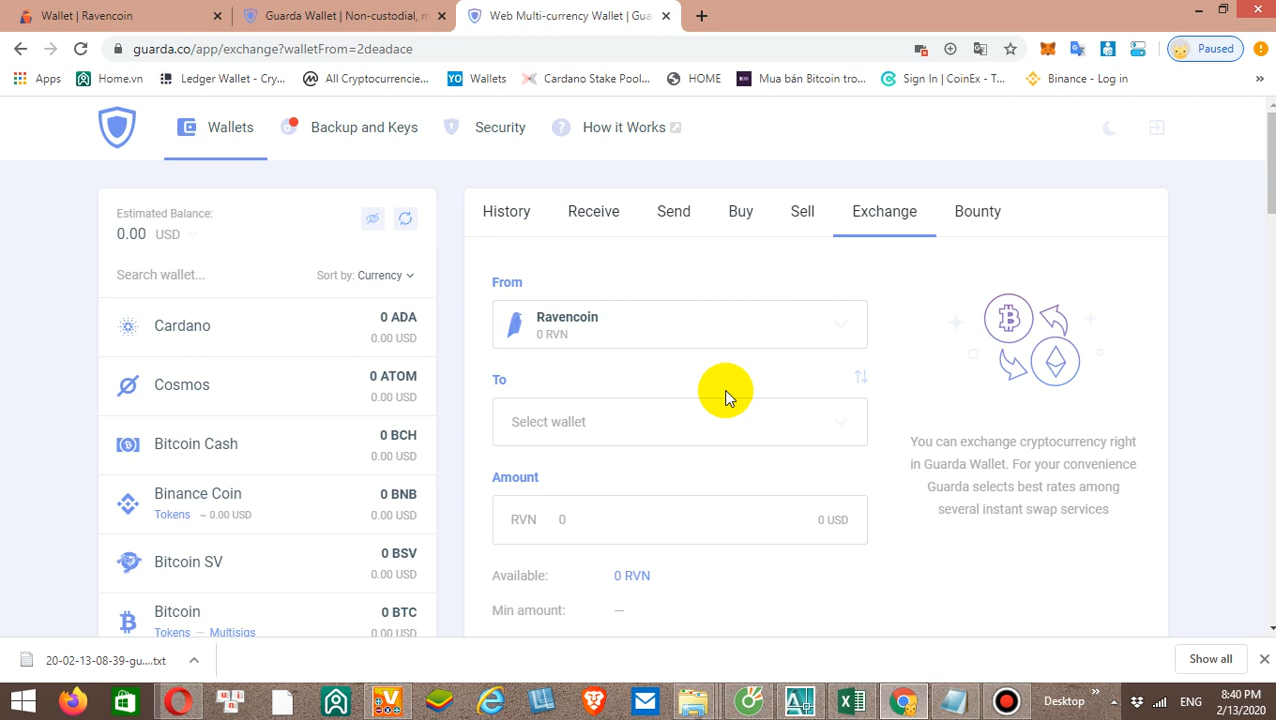 Wallet | Ravencoin
Guarda Wallet | Non-custodial, m
Web Multi-currency Wallet | Gua
guarda.co/app/exchange?walletFrom=2deadace
Paused
Apps
Home.vn
Ledger Wallet - Cry...
All Cryptocurrencie...
YO Wallets
Cardano Stake Pool...
HOME
Mua bán Bitcoin tro...
Sign In | CoinEx - T...
Binance - Log in
»
Wallets
Backup and Keys
Security
How it Works
Estimated Balance:
0.00 USD
Search wallet...
Sort by: Currency
Cardano
0 ADA
0.00 USD
Cosmos
0 ATOM
0.00 USD
Bitcoin Cash
0 BCH
0.00 USD
Binance Coin
0 BNB
Tokens ~ 0.00 USD
0.00 USD
Bitcoin SV
0 BSV
0.00 USD
Bitcoin
0 BTC
Tokens — Multisigs
0.00 USD
History
Receive
Send
Buy
Sell
Exchange
Bounty
From
Ravencoin
0 RVN
To
Select wallet
Amount
RVN 0
0 USD
Available: 0 RVN
Min amount: —
You can exchange cryptocurrency right
in Guarda Wallet. For your convenience
Guarda selects best rates among
several instant swap services
20-02-13-08-39-gu....txt
Show all
Desktop
»
ENG
8:40 PM
2/13/2020